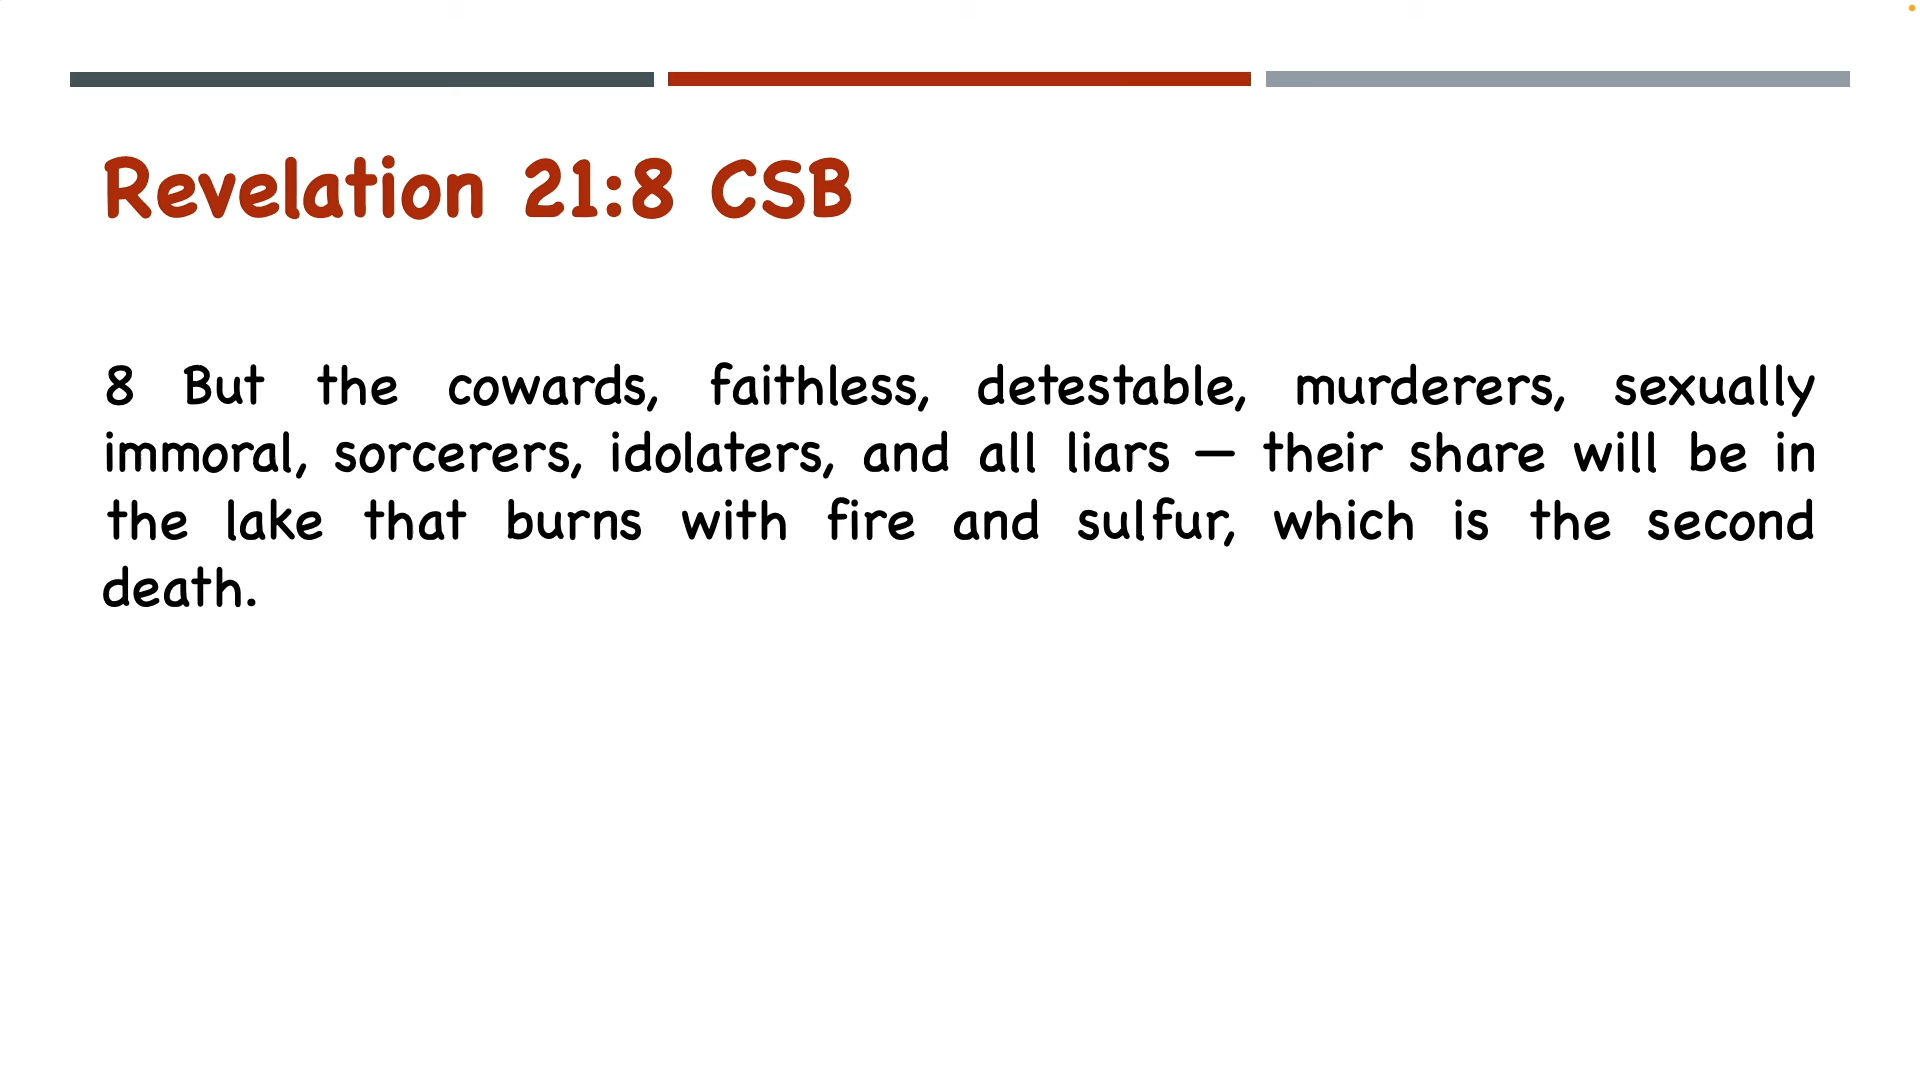 Revelation 21:8 CSB
8 But the cowards, faithless, detestable, murderers, sexually
immoral, sorcerers, idolaters, and all liars — their share will be in
the lake that burns with fire and sulfur, which is the second
death.